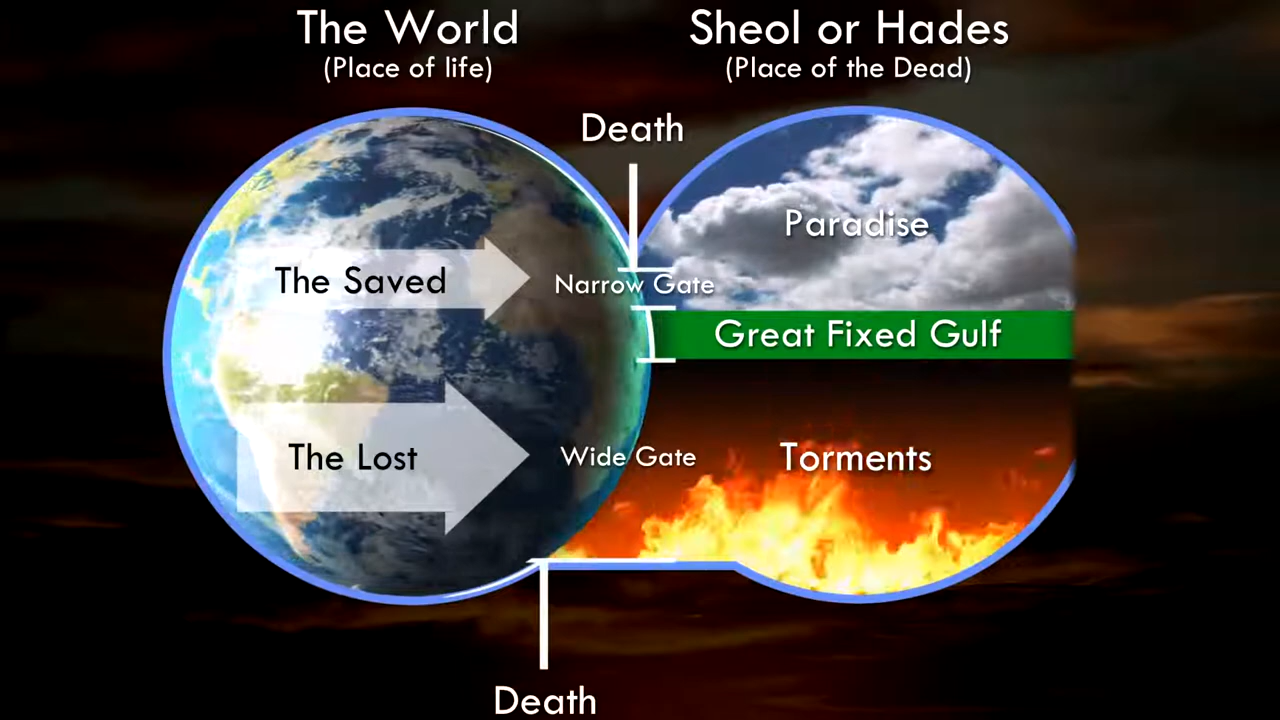 The World
(Place of life)
Sheol or Hades
(Place of the Dead)
Death
Paradise
The Saved
Narrow Gate
Great Fixed Gulf
The Lost
Wide Gate
Torments
Death